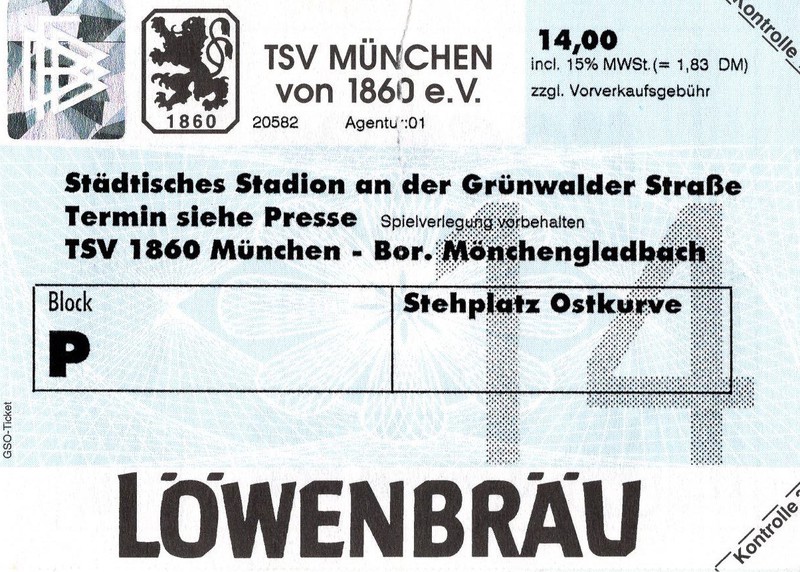 TSV MÜNCHEN
von 1860 e.V.
1860
20582 Agentu :01
14,00
incl. 15% MWSt.(= 1,83 DM)
zzgl. Vorverkaufsgebühr
Kontrolle
Städtisches Stadion an der Grünwalder Straße
Termin siehe Presse Spielverlegung vorbehalten
TSV 1860 München - Bor. Mönchengladbach
14
Block
P
Stehplatz Ostkurve
GSO-Ticket
LÖWENBRÄU
Kontrolle